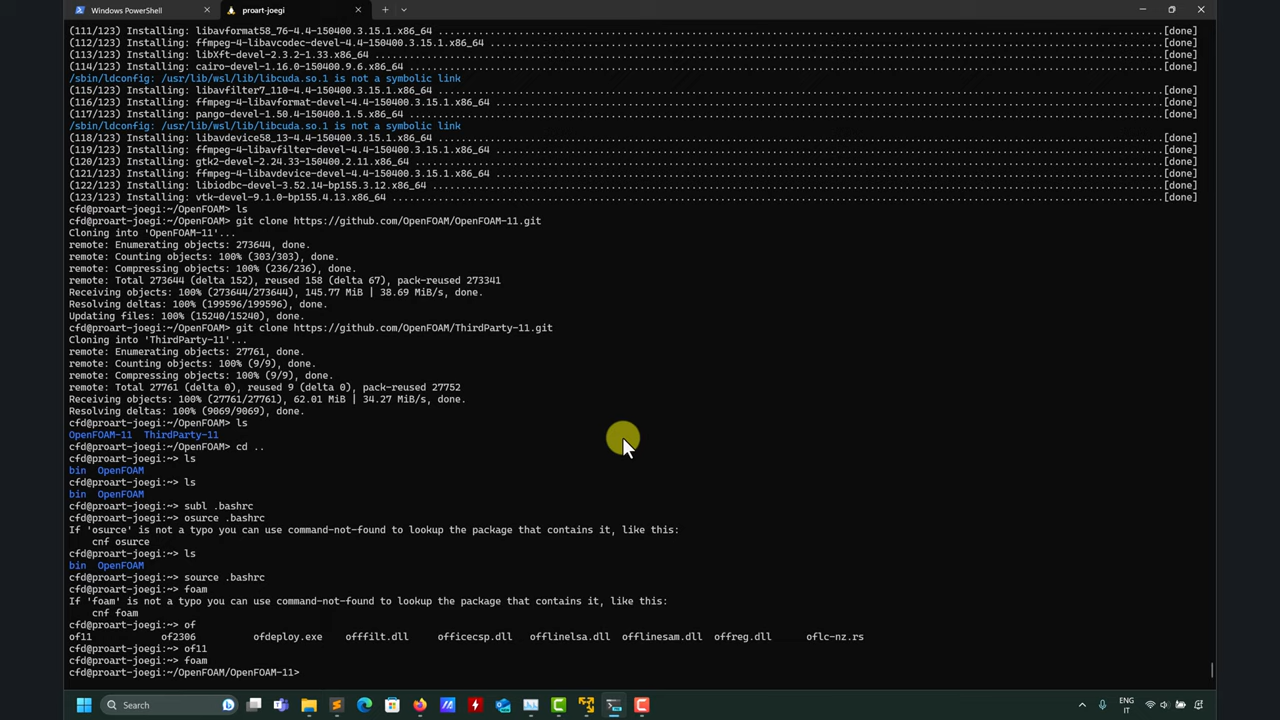 Windows PowerShell
proart-joegi
(111/123) Installing: libavformat58_76-4.4-150400.3.15.1.x86_64 ...[done]
(112/123) Installing: ffmpeg-4-libavcodec-devel-4.4-150400.3.15.1.x86_64 ...[done]
(113/123) Installing: libXft-devel-2.3.2-1.33.x86_64 ...[done]
(114/123) Installing: cairo-devel-1.16.0-150400.9.6.x86_64 ...[done]
/sbin/ldconfig: /usr/lib/wsl/lib/libcuda.so.1 is not a symbolic link
(115/123) Installing: libavfilter7_110-4.4-150400.3.15.1.x86_64 ...[done]
(116/123) Installing: ffmpeg-4-libavformat-devel-4.4-150400.3.15.1.x86_64 ...[done]
(117/123) Installing: pango-devel-1.50.4-150400.1.5.x86_64 ...[done]
/sbin/ldconfig: /usr/lib/wsl/lib/libcuda.so.1 is not a symbolic link
(118/123) Installing: libavdevice58_13-4.4-150400.3.15.1.x86_64 ...[done]
(119/123) Installing: ffmpeg-4-libavfilter-devel-4.4-150400.3.15.1.x86_64 ...[done]
(120/123) Installing: gtk2-devel-2.24.33-150400.2.11.x86_64 ...[done]
(121/123) Installing: ffmpeg-4-libavdevice-devel-4.4-150400.3.15.1.x86_64 ...[done]
(122/123) Installing: libiodbc-devel-3.52.14-bp155.3.12.x86_64 ...[done]
(123/123) Installing: vtk-devel-9.1.0-bp155.4.13.x86_64 ...[done]
cfd@proart-joegi:~/OpenFOAM> ls
cfd@proart-joegi:~/OpenFOAM> git clone https://github.com/OpenFOAM/OpenFOAM-11.git
Cloning into 'OpenFOAM-11'...
remote: Enumerating objects: 273644, done.
remote: Counting objects: 100% (303/303), done.
remote: Compressing objects: 100% (236/236), done.
remote: Total 273644 (delta 152), reused 158 (delta 67), pack-reused 273341
Receiving objects: 100% (273644/273644), 145.77 MiB | 38.69 MiB/s, done.
Resolving deltas: 100% (199596/199596), done.
Updating files: 100% (15240/15240), done.
cfd@proart-joegi:~/OpenFOAM> git clone https://github.com/OpenFOAM/ThirdParty-11.git
Cloning into 'ThirdParty-11'...
remote: Enumerating objects: 27761, done.
remote: Counting objects: 100% (9/9), done.
remote: Compressing objects: 100% (9/9), done.
remote: Total 27761 (delta 0), reused 9 (delta 0), pack-reused 27752
Receiving objects: 100% (27761/27761), 62.01 MiB | 34.27 MiB/s, done.
Resolving deltas: 100% (9069/9069), done.
cfd@proart-joegi:~/OpenFOAM> ls
OpenFOAM-11 ThirdParty-11
cfd@proart-joegi:~/OpenFOAM> cd ..
cfd@proart-joegi:~> ls
bin OpenFOAM
cfd@proart-joegi:~> ls
bin OpenFOAM
cfd@proart-joegi:~> subl .bashrc
cfd@proart-joegi:~> osource .bashrc
If 'osource' is not a typo you can use command-not-found to lookup the package that contains it, like this:
cnf osource
cfd@proart-joegi:~> ls
bin OpenFOAM
cfd@proart-joegi:~> source .bashrc
cfd@proart-joegi:~> foam
If 'foam' is not a typo you can use command-not-found to lookup the package that contains it, like this:
cnf foam
cfd@proart-joegi:~> of
of11 of2306 ofdeploy.exe offfilt.dll officecsp.dll offlinelsa.dll offlinesam.dll offreg.dll oflc-nz.rs
cfd@proart-joegi:~> of11
cfd@proart-joegi:~> foam
cfd@proart-joegi:~/OpenFOAM/OpenFOAM-11>
Search
ENG
IT